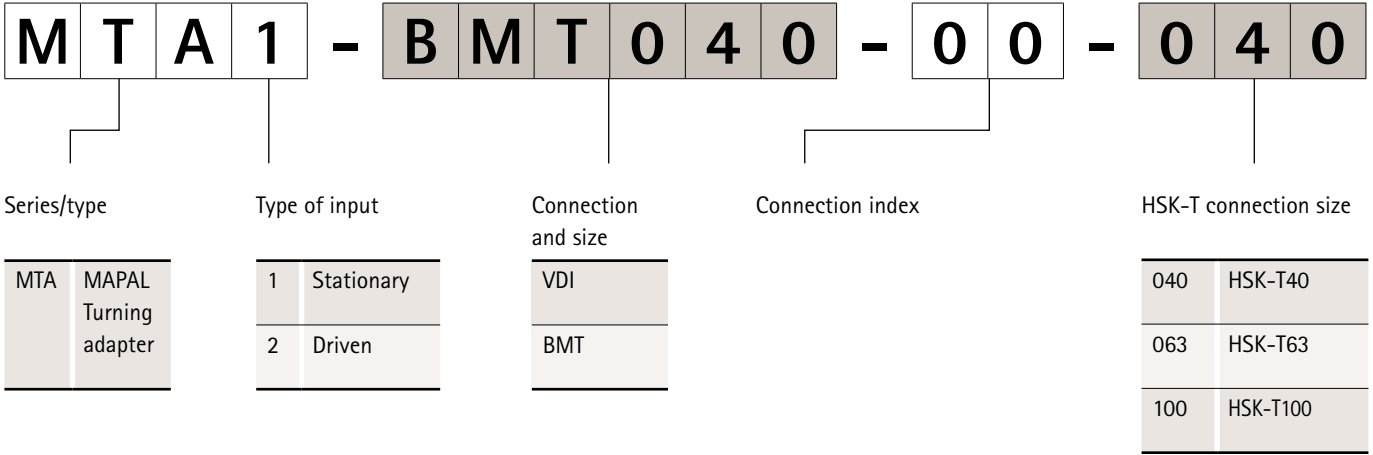 MTA1 - BMT040 - 00 - 040
Series/type
Type of input
Connection
and size
Connection index
HSK-T connection size
MTA MAPAL
Turning
adapter
1 Stationary
2 Driven
VDI
BMT
040 HSK-T40
063 HSK-T63
100 HSK-T100